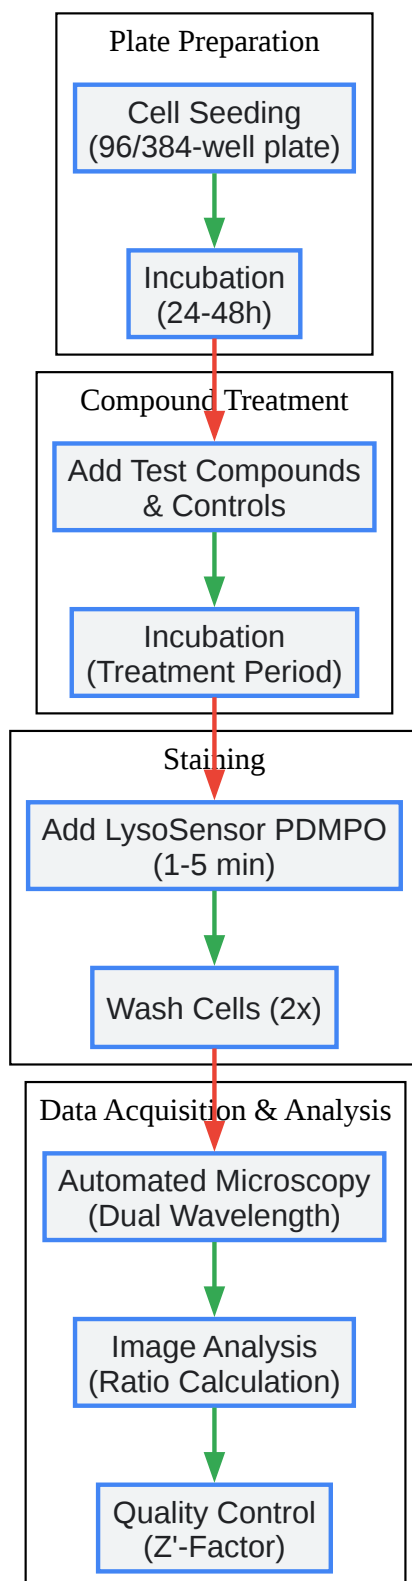 Plate Preparation
Cell Seeding
(96/384-well plate)
Incubation
(24-48h)
Compound Treatment
Add Test Compounds
& Controls
Incubation
(Treatment Period)
Staining
Add LysoSensor PDMPO
(1-5 min)
Wash Cells (2x)
Data Acquisition & Analysis
Automated Microscopy
(Dual Wavelength)
Image Analysis
(Ratio Calculation)
Quality Control
(Z'-Factor)